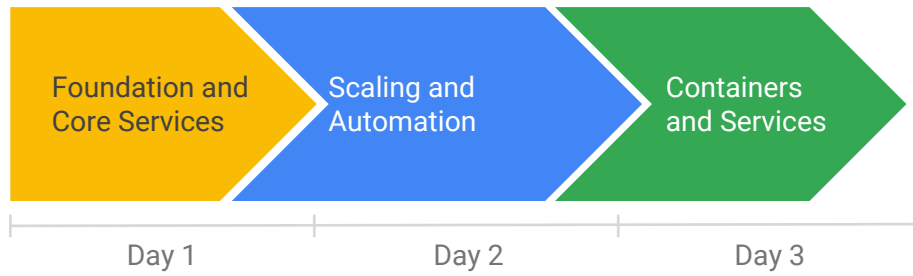 Foundation and
Core Services
Scaling and
Automation
Containers
and Services
Day 1
Day 2
Day 3